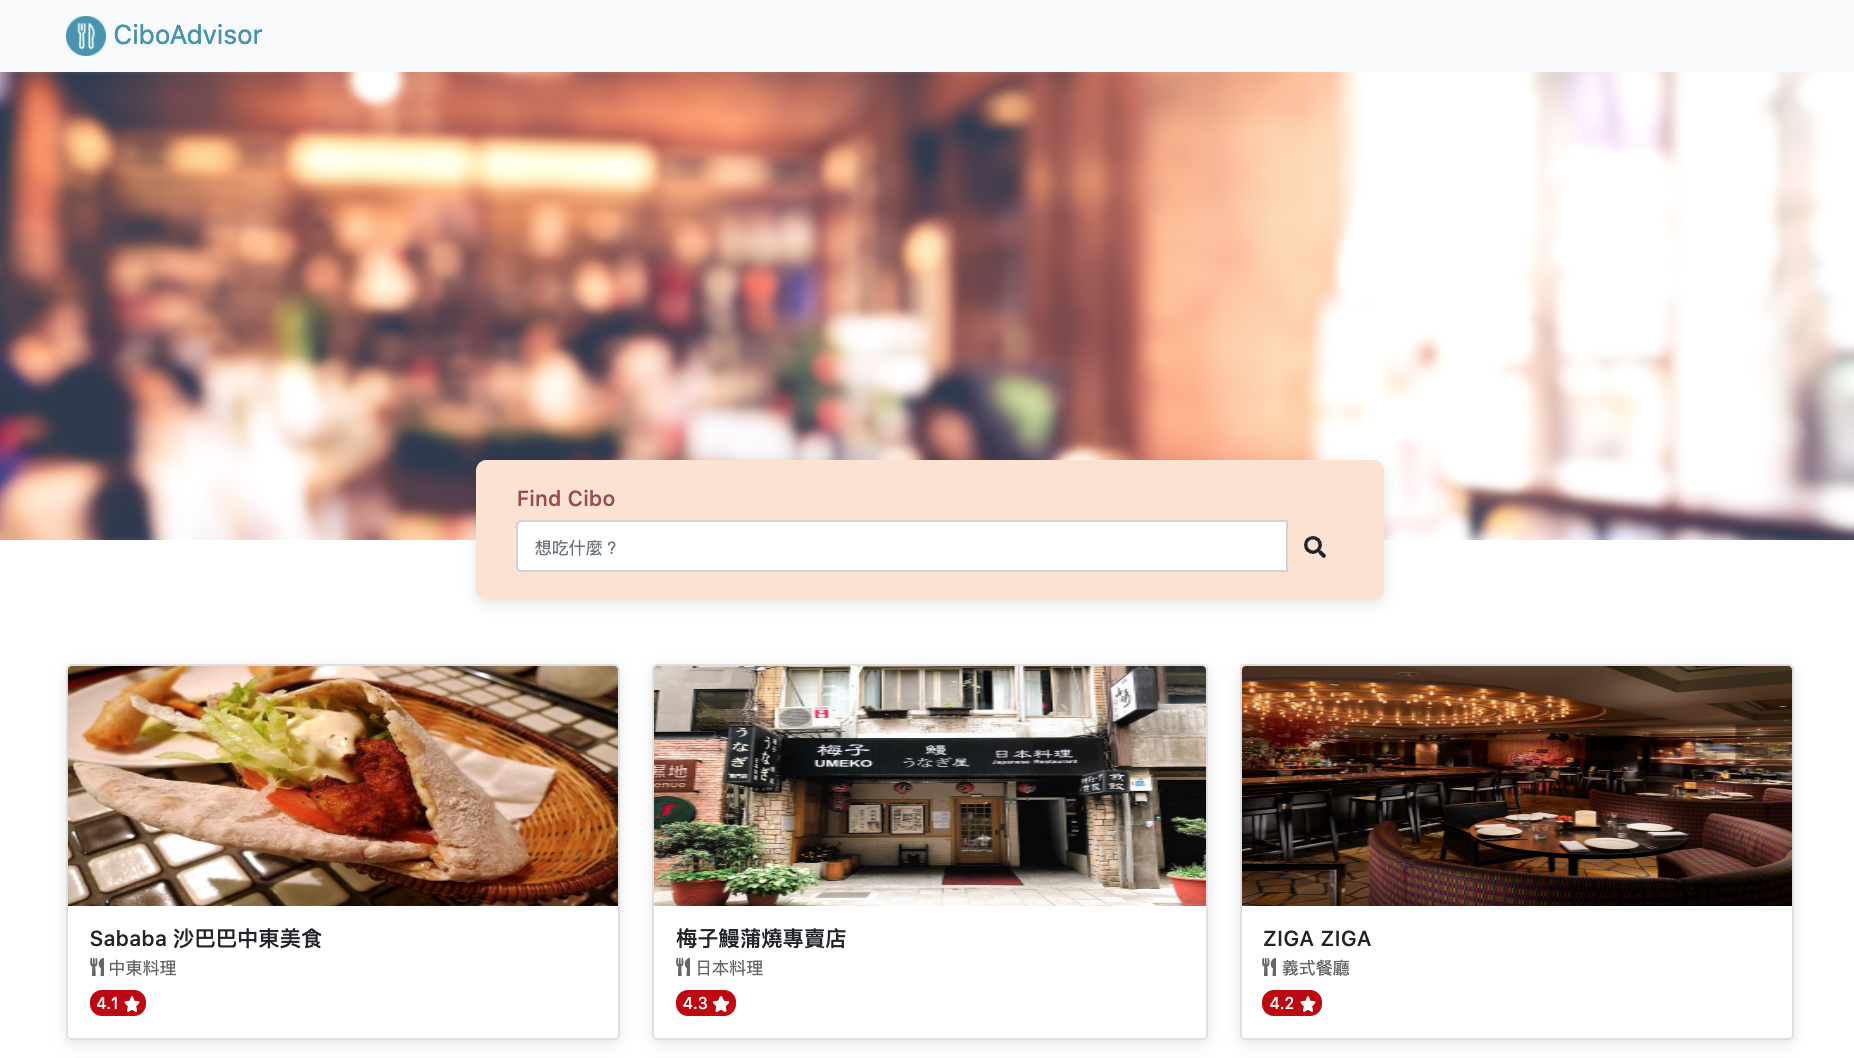 CiboAdvisor
Find Cibo
想吃什麼？
うなぎ
梅子
UMEKO
鰻
うなぎ屋
日本料理
Japanese Restaurant
Sababa 沙巴巴中東美食
中東料理
4.1
梅子鰻蒲燒專賣店
日本料理
4.3
ZIGA ZIGA
義式餐廳
4.2